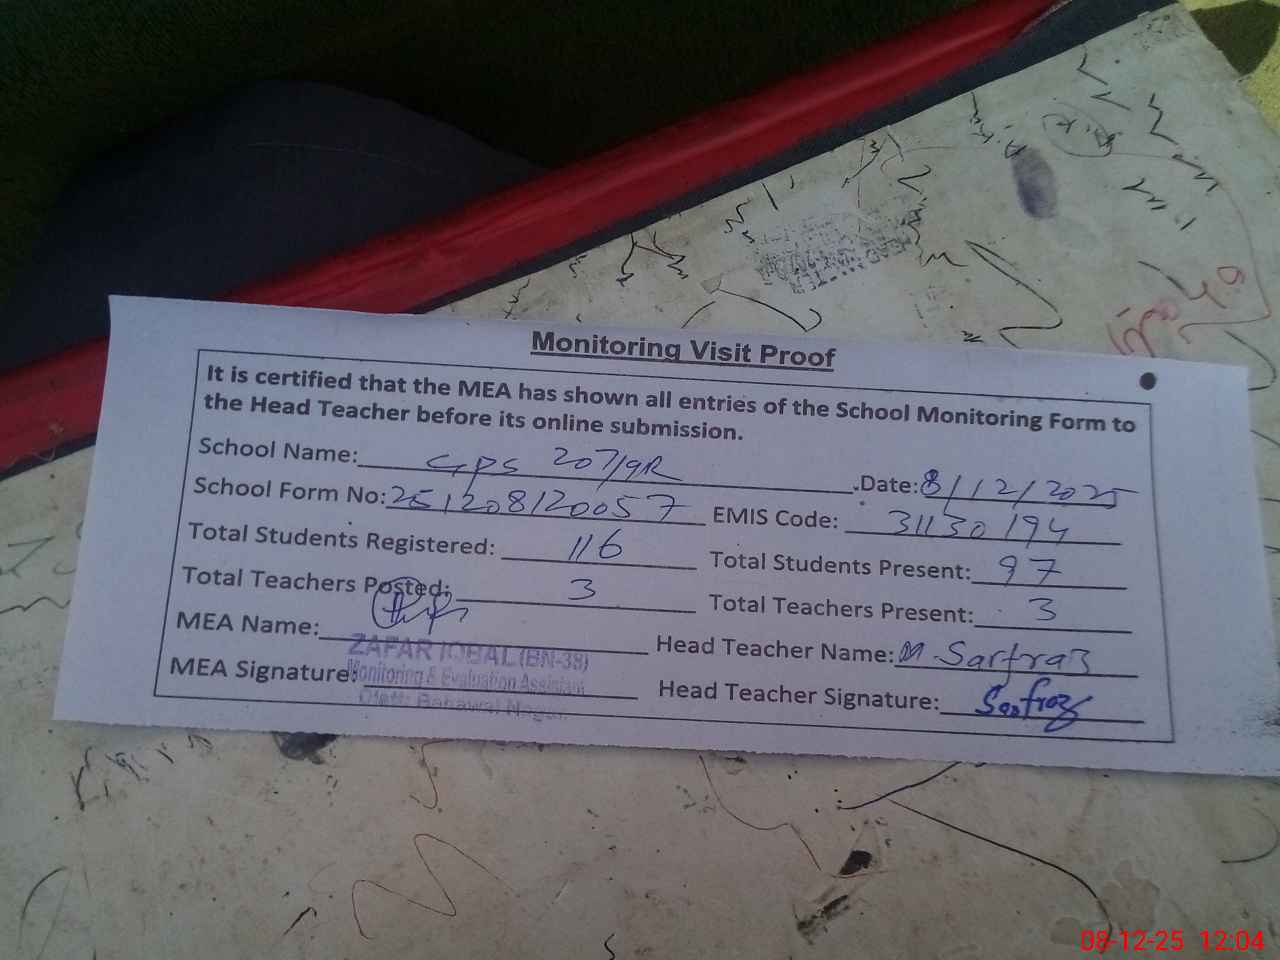 Monitoring Visit Proof
It is certified that the MEA has shown all entries of the School Monitoring Form to
the Head Teacher before its online submission.
School Name: GPS 207/9R .Date: 8/12/2025
School Form No: 251208120057 EMIS Code: 31130194
Total Students Registered: 116 Total Students Present: 97
Total Teachers Posted: 3 Total Teachers Present: 3
MEA Name: Head Teacher Name: M. Sarfraz
ZAFAR IQBAL (BN-38)
MEA Signature: Head Teacher Signature: Sarfraz
Monitoring & Evaluation Assistant
Distt: Bahawal Nagar.
08-12-25 12:04